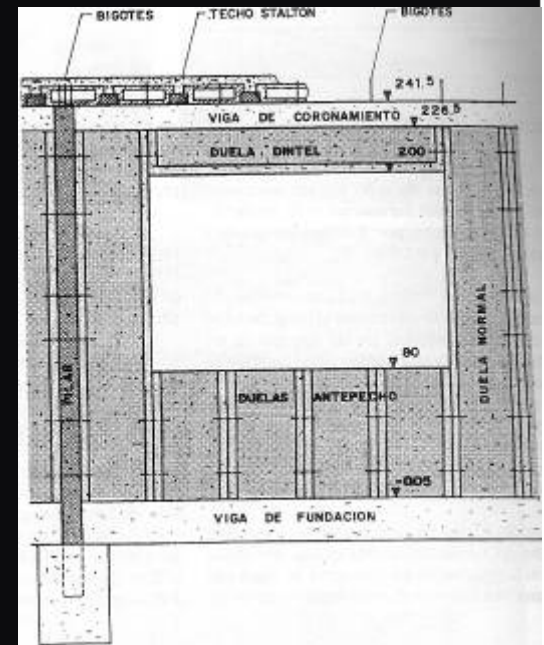 BIGOTES
TECHO STALTON
BIGOTES
241.5
VIGA DE CORONAMIENTO
226.5
DUELA DINTEL
200
PILAR
DUELA NORMAL
80
DUELAS ANTEPECHO
-005
VIGA DE FUNDACION